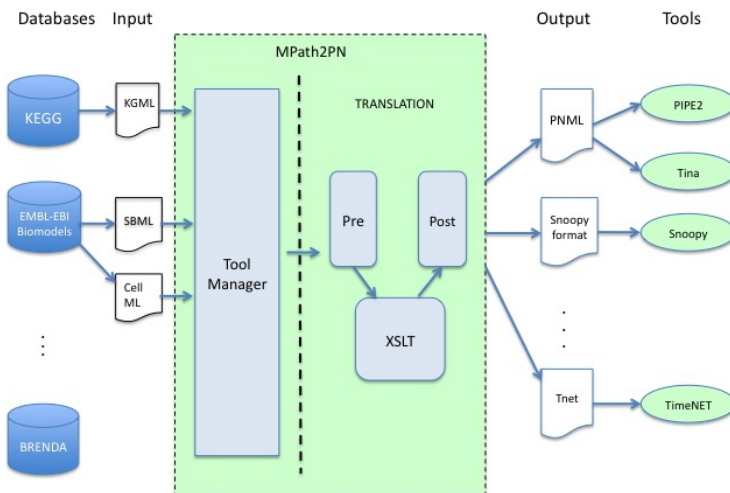 Databases
Input
Output
Tools
MPath2PN
KEGG
KGML
TRANSLATION
PNML
PIPE2
Tina
EMBL-EBI
Biomodels
SBML
Cell
ML
Tool
Manager
Pre
Post
XSLT
Snoopy
format
Snoopy
BRENDA
Tnet
TimeNET